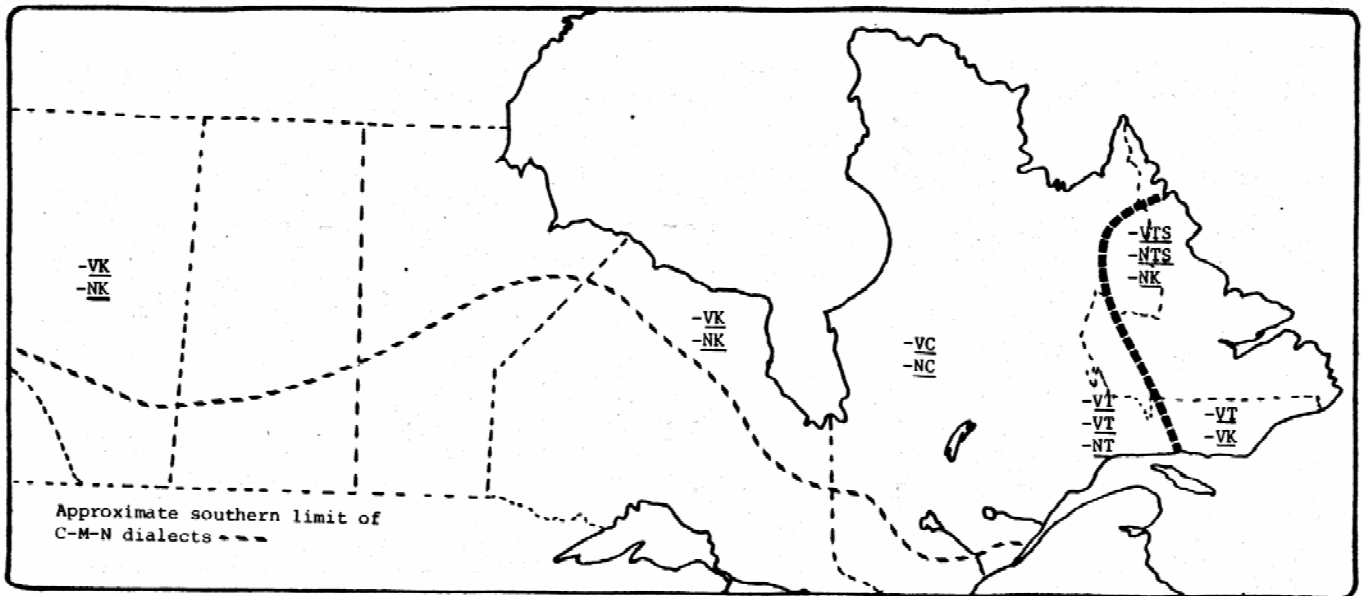 -VTS
-NTS
-NK
-VK
-NK
-VK
-NK
-VC
-NC
-VT
-VT
-NT
-VT
-VK
Approximate southern limit of
C-M-N dialects